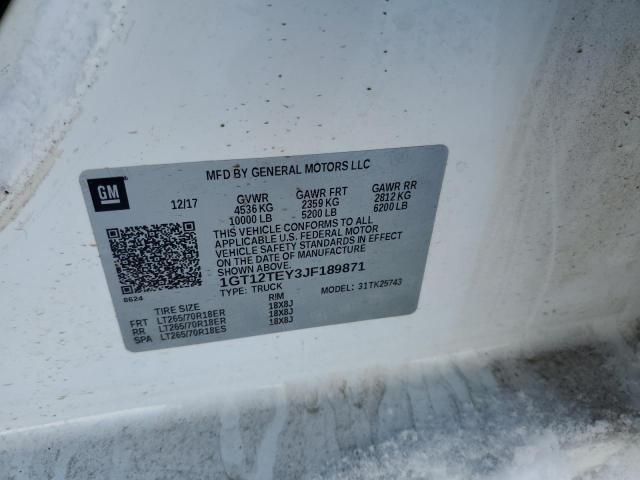 MFD BY GENERAL MOTORS LLC
GM
12/17 GVWR GAWR FRT GAWR RR
4536 KG 2359 KG 2812 KG
10000 LB 5200 LB 6200 LB
THIS VEHICLE CONFORMS TO ALL
APPLICABLE U.S. FEDERAL MOTOR
VEHICLE SAFETY STANDARDS IN EFFECT
ON THE DATE OF MANUFACTURE
SHOWN ABOVE.
1GT12TEY3JF189871
8624 TYPE: TRUCK MODEL: 31TK25743
TIRE SIZE RIM
FRT LT265/70R18ER 18X8J
RR LT265/70R18ER 18X8J
SPA LT265/70R18ES 18X8J